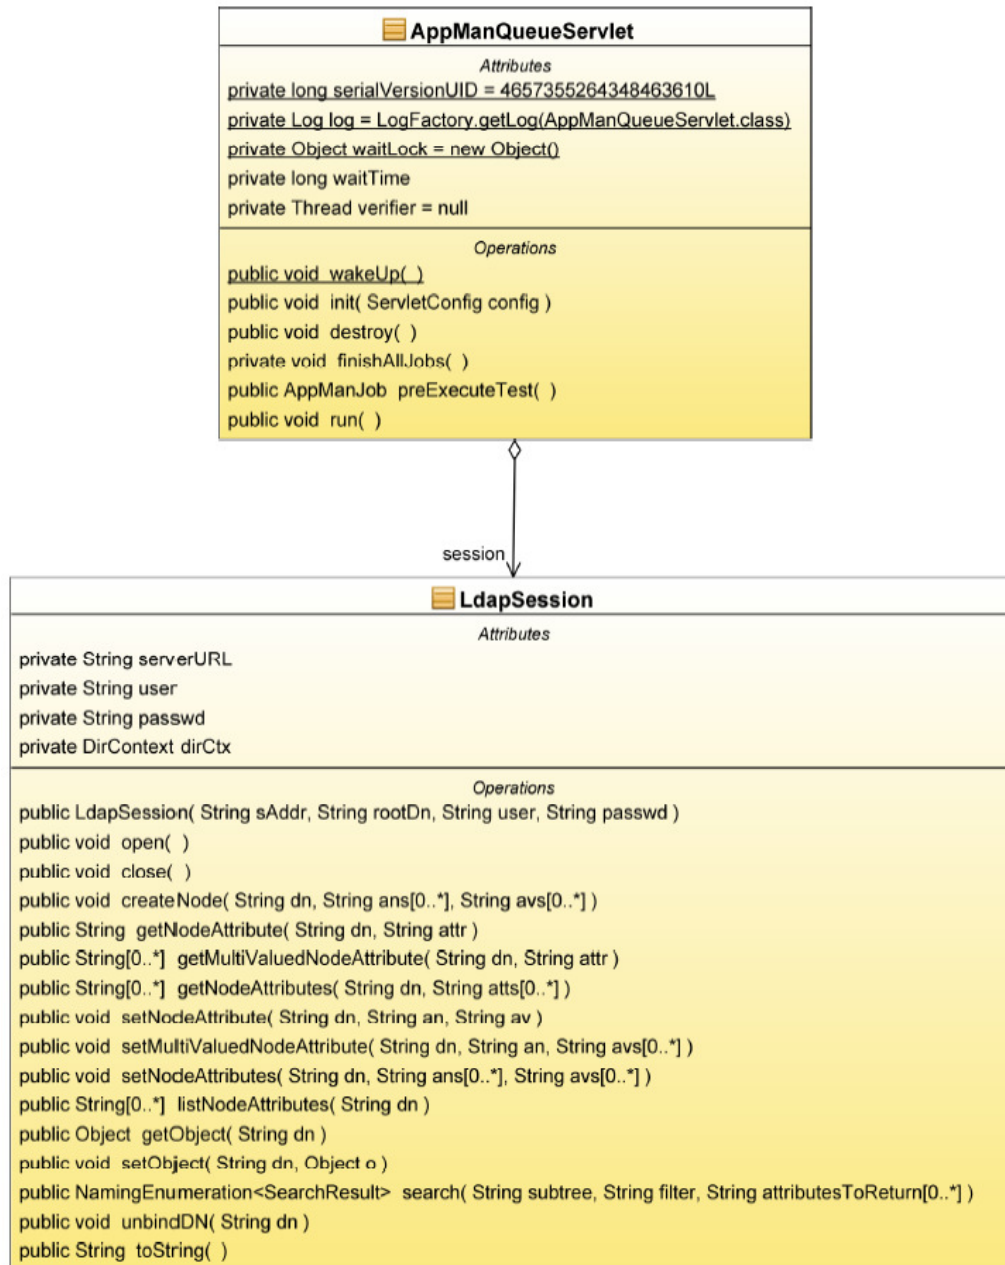 AppManQueueServlet
Attributes
private long serialVersionUID = 4657355264348463610L
private Log log = LogFactory.getLog(AppManQueueServlet.class)
private Object waitLock = new Object()
private long waitTime
private Thread verifier = null
Operations
public void wakeUp( )
public void init( ServletConfig config )
public void destroy( )
private void finishAllJobs( )
public AppManJob preExecuteTest( )
public void run( )
session
LdapSession
Attributes
private String serverURL
private String user
private String passwd
private DirContext dirCtx
Operations
public LdapSession( String sAddr, String rootDn, String user, String passwd )
public void open( )
public void close( )
public void createNode( String dn, String ans[0..*], String avs[0..*] )
public String getNodeAttribute( String dn, String attr )
public String[0..*] getMultiValuedNodeAttribute( String dn, String attr )
public String[0..*] getNodeAttributes( String dn, String atts[0..*] )
public void setNodeAttribute( String dn, String an, String av )
public void setMultiValuedNodeAttribute( String dn, String an, String avs[0..*] )
public void setNodeAttributes( String dn, String ans[0..*], String avs[0..*] )
public String[0..*] listNodeAttributes( String dn )
public Object getObject( String dn )
public void setObject( String dn, Object o )
public NamingEnumeration<SearchResult> search( String subtree, String filter, String attributesToReturn[0..*] )
public void unbindDN( String dn )
public String toString( )